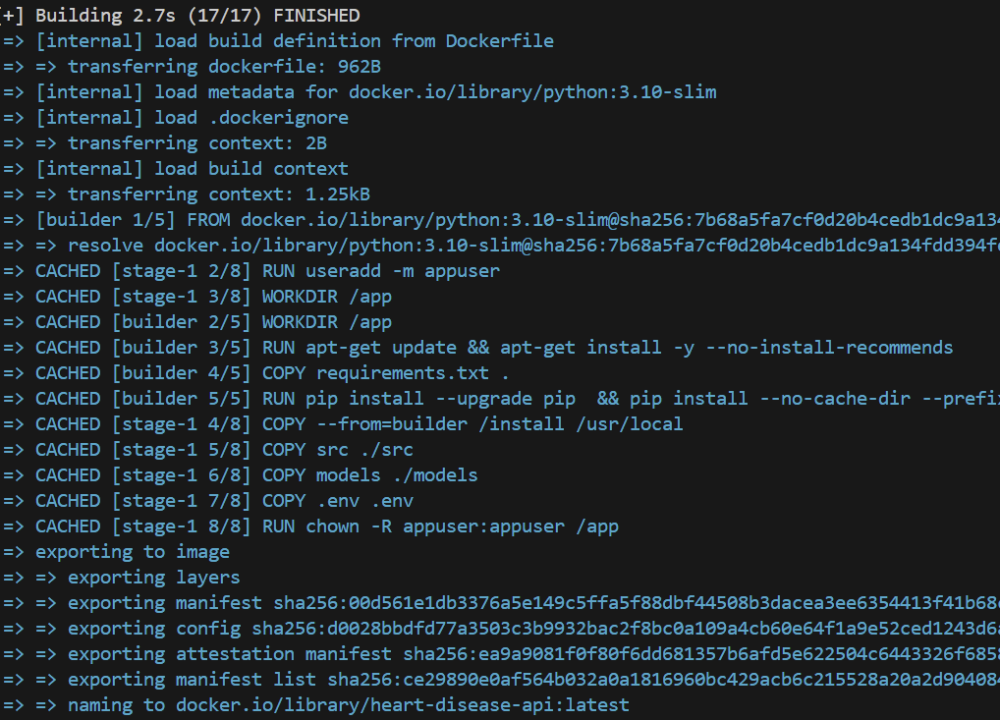 [+] Building 2.7s (17/17) FINISHED
=> [internal] load build definition from Dockerfile
=> => transferring dockerfile: 962B
=> [internal] load metadata for docker.io/library/python:3.10-slim
=> [internal] load .dockerignore
=> => transferring context: 2B
=> [internal] load build context
=> => transferring context: 1.25kB
=> [builder 1/5] FROM docker.io/library/python:3.10-slim@sha256:7b68a5fa7cf0d20b4cedb1dc9a134
=> => resolve docker.io/library/python:3.10-slim@sha256:7b68a5fa7cf0d20b4cedb1dc9a134fdd394f
=> CACHED [stage-1 2/8] RUN useradd -m appuser
=> CACHED [stage-1 3/8] WORKDIR /app
=> CACHED [builder 2/5] WORKDIR /app
=> CACHED [builder 3/5] RUN apt-get update && apt-get install -y --no-install-recommends
=> CACHED [builder 4/5] COPY requirements.txt .
=> CACHED [builder 5/5] RUN pip install --upgrade pip  && pip install --no-cache-dir --prefi
=> CACHED [stage-1 4/8] COPY --from=builder /install /usr/local
=> CACHED [stage-1 5/8] COPY src ./src
=> CACHED [stage-1 6/8] COPY models ./models
=> CACHED [stage-1 7/8] COPY .env .env
=> CACHED [stage-1 8/8] RUN chown -R appuser:appuser /app
=> exporting to image
=> => exporting layers
=> => exporting manifest sha256:00d561e1db3376a5e149c5ffa5f88dbf44508b3dacea3ee6354413f41b68
=> => exporting config sha256:d0028bbdfd77a3503c3b9932bac2f8bc0a109a4cb60e64f1a9e52ced1243d6
=> => exporting attestation manifest sha256:ea9a9081f0f80f6dd681357b6afd5e622504c6443326f685
=> => exporting manifest list sha256:ce29890e0af564b032a0a1816960bc429acb6c215528a20a2d90408
=> => naming to docker.io/library/heart-disease-api:latest